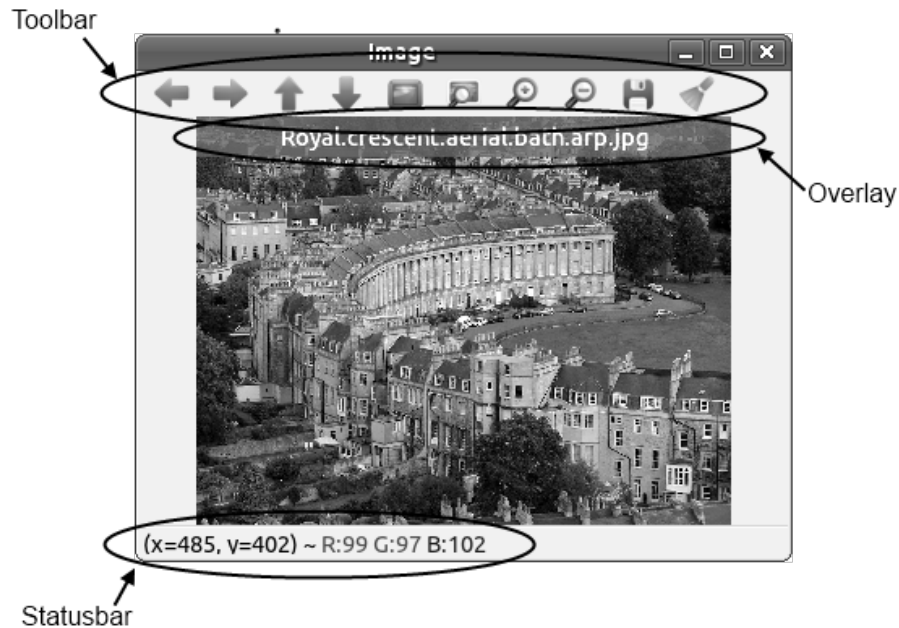 Toolbar
Image
Royal.crescent.aerial.bath.arp.jpg
Overlay
(x=485, y=402) ~ R:99 G:97 B:102
Statusbar